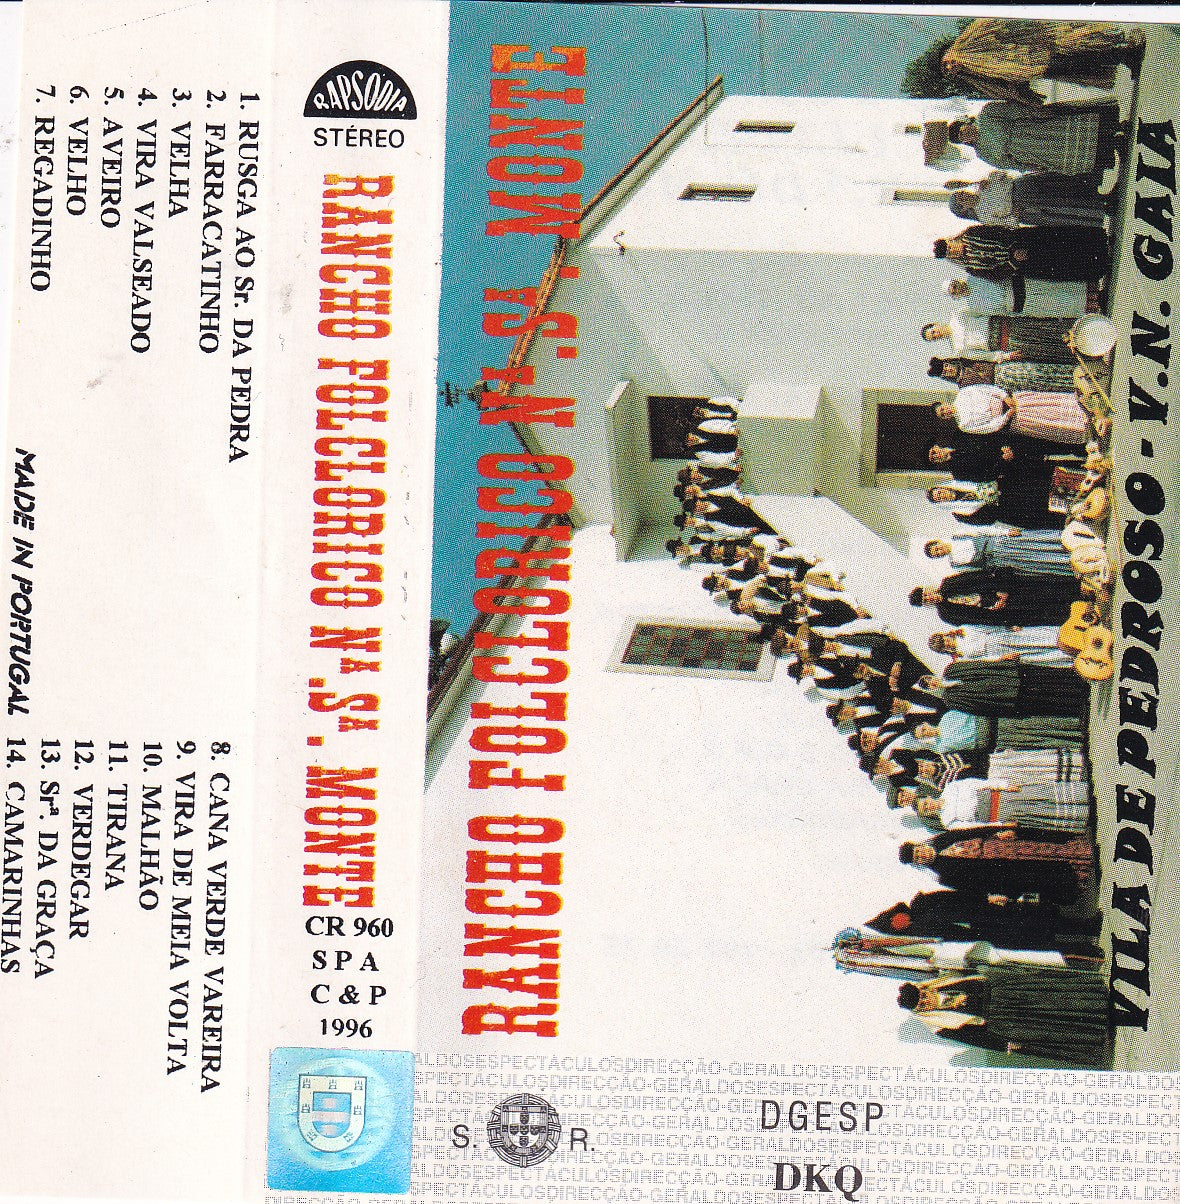 1. RUSGA AO Sr. DA PEDRA
2. FARRACATINHO
3. VELHA
4. VIRA VALSEADO
5. AVEIRO
6. VELHO
7. REGADINHO
8. CANA VERDE VAREIRA
9. VIRA DE MEIA VOLTA
10. MALHÃO
11. TIRANA
12. VERDEGAR
13. Srª. DA GRAÇA
14. CAMARINHAS
MADE IN PORTUGAL
RAPSÓDIA
STÉREO
RANCHO FOLCLORICO Nª.Sª. MONTE
CR 960
S P A
C & P
1996
RANCHO FOLCLORICO Nª.Sª. MONTE
VILA DE PEDROSO - V.N. GAIA
S. R.
DGESP
DKQ
DIRECÇÃO-GERAL DOS ESPECTÁCULOS